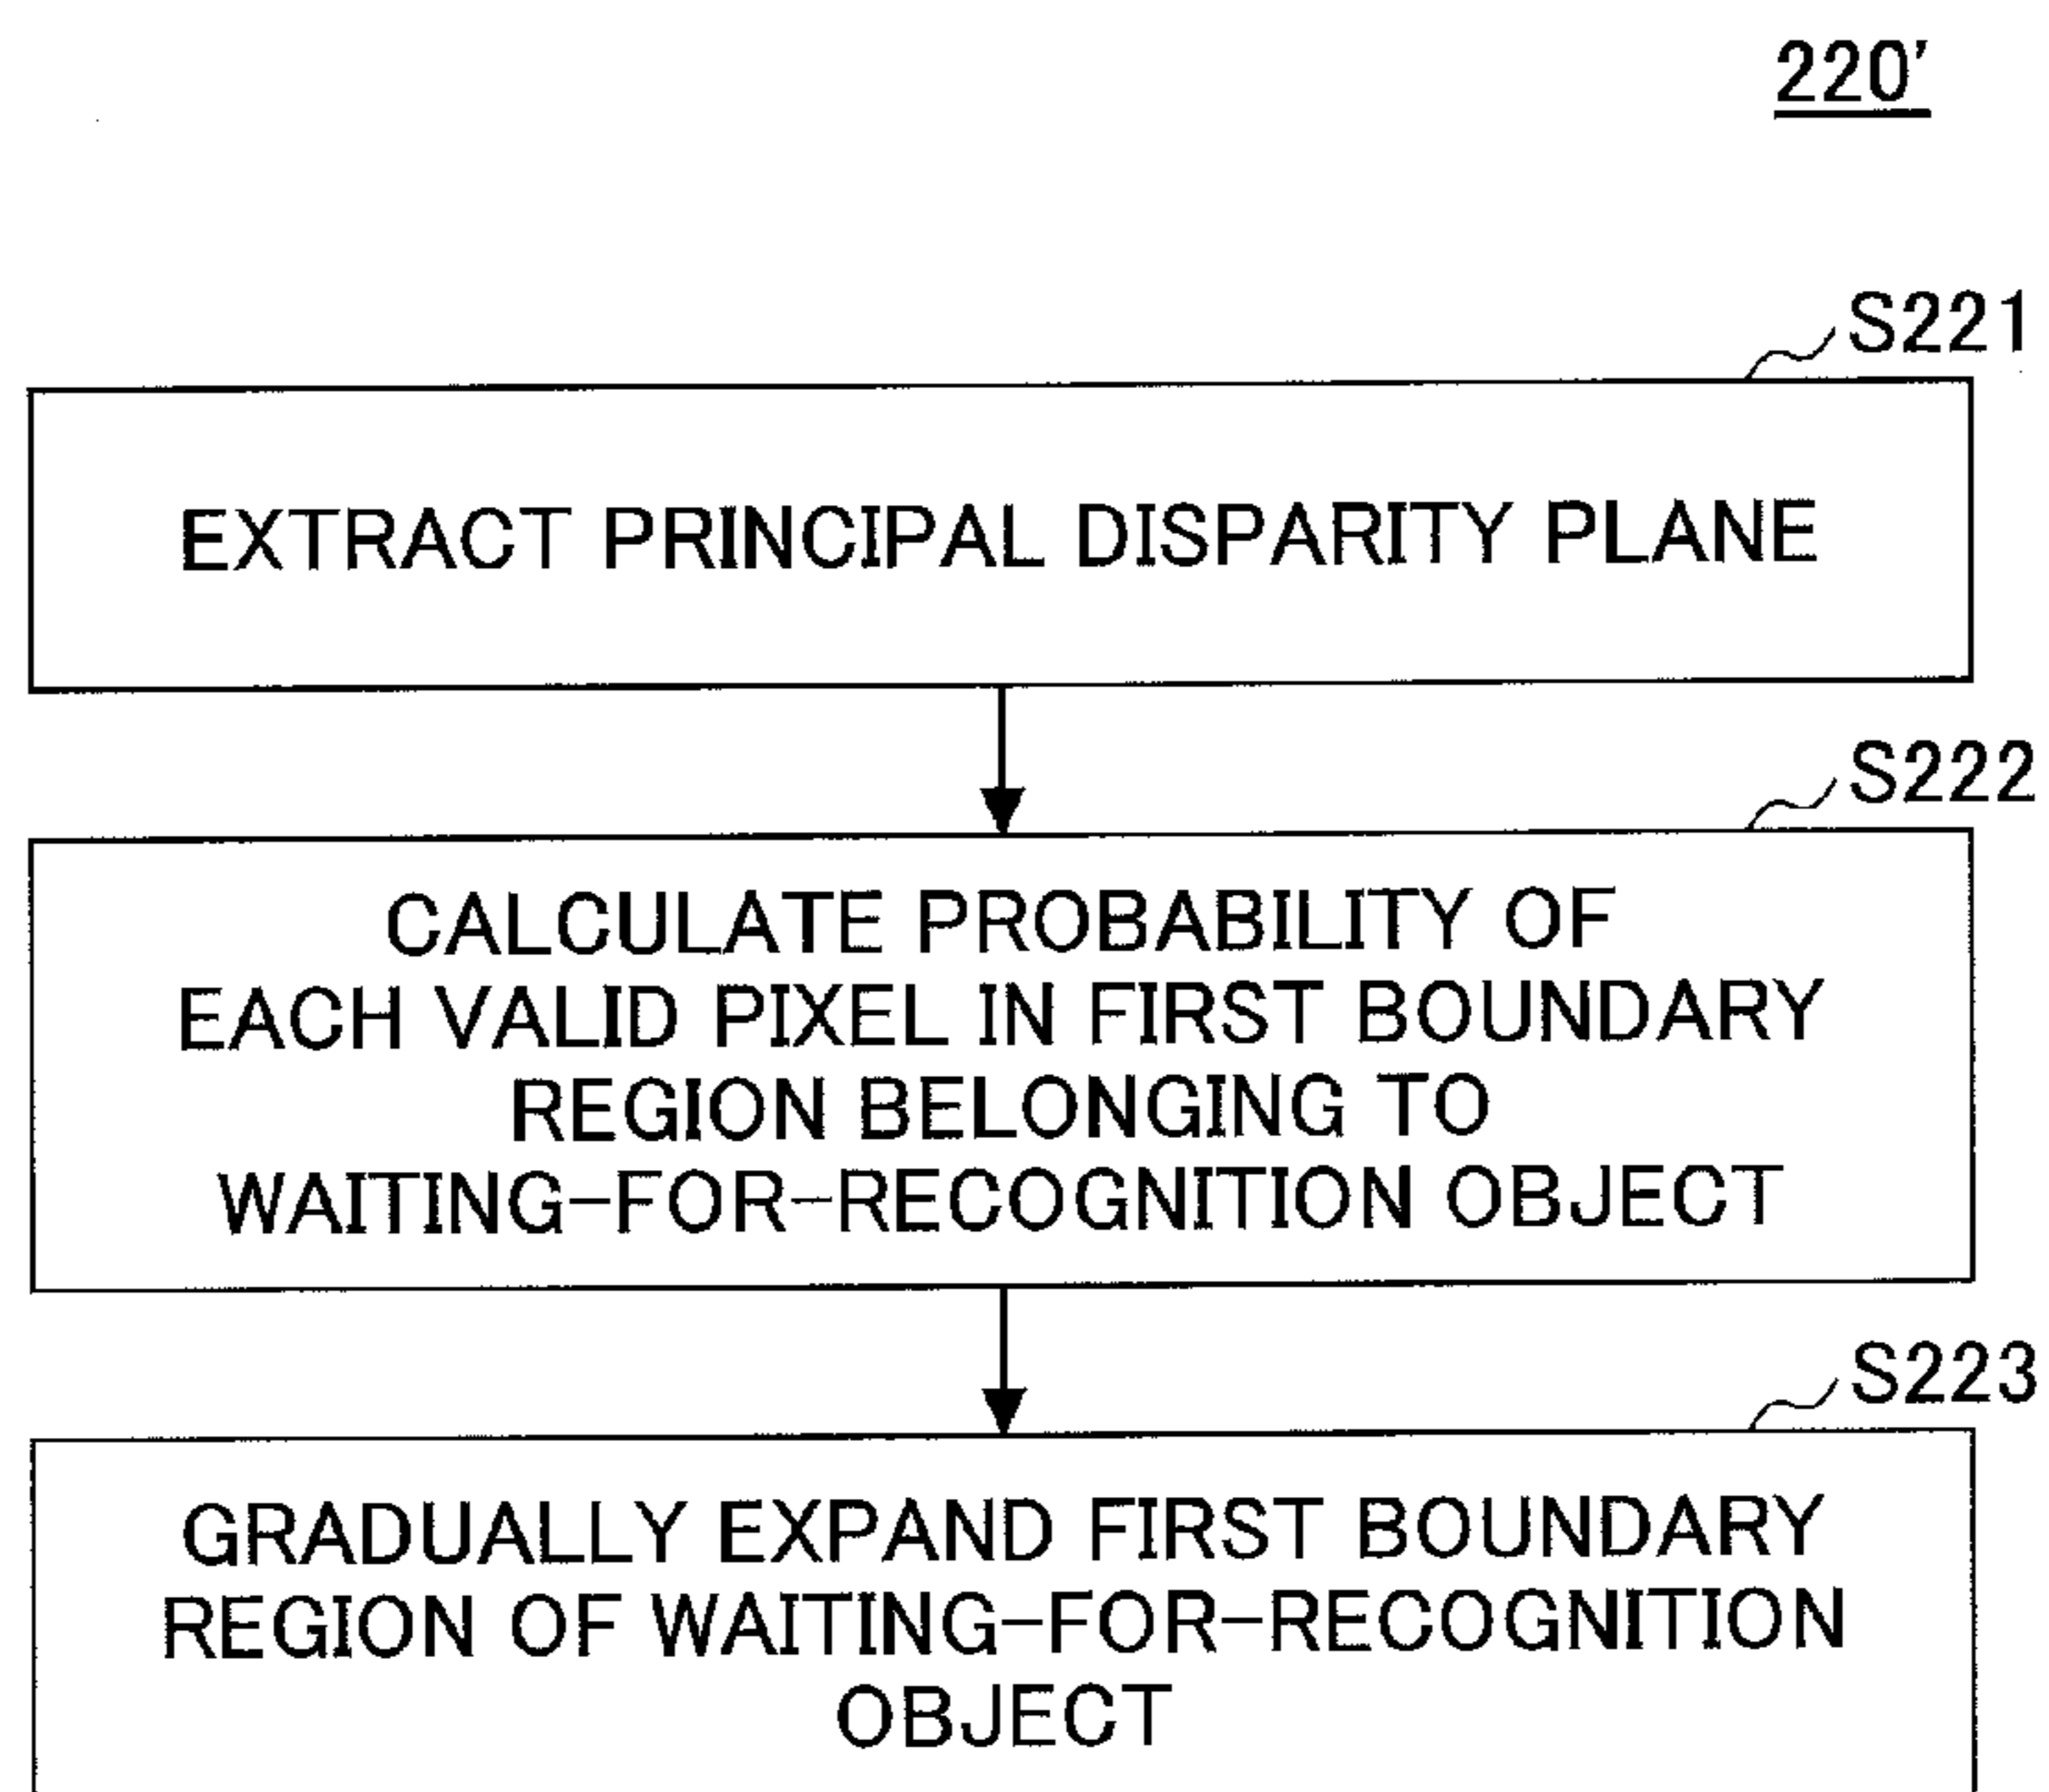 220'
S221
EXTRACT PRINCIPAL DISPARITY PLANE
S222
CALCULATE PROBABILITY OF
EACH VALID PIXEL IN FIRST BOUNDARY
REGION BELONGING TO
WAITING-FOR-RECOGNITION OBJECT
S223
GRADUALLY EXPAND FIRST BOUNDARY
REGION OF WAITING-FOR-RECOGNITION
OBJECT